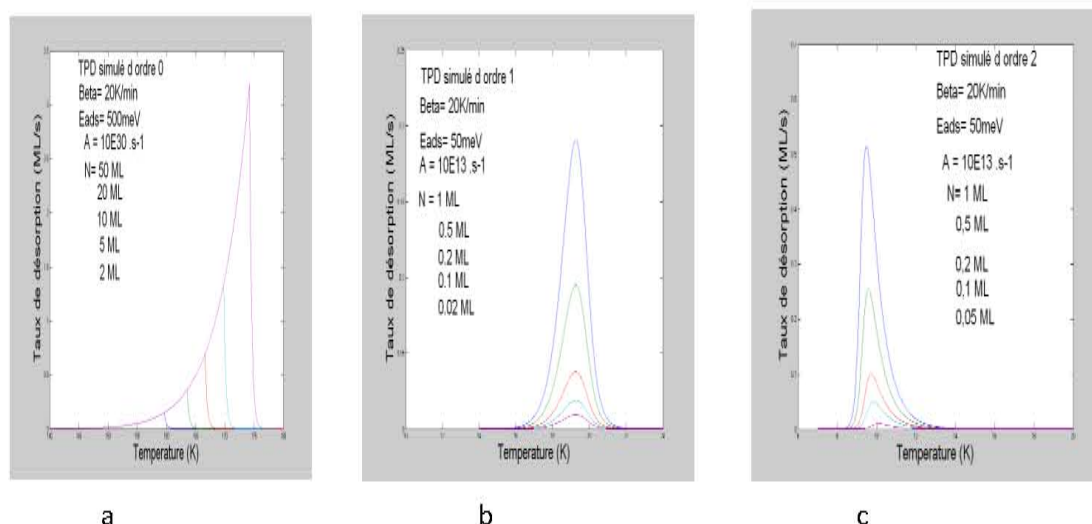 TPD simulé d ordre 0
Beta= 20K/min
Eads= 500meV
A = 10E30 .s-1
N= 50 ML
20 ML
10 ML
5 ML
2 ML
Taux de désorption (ML/s)
Temperature (K)
a
TPD simulé d ordre 1
Beta= 20K/min
Eads= 50meV
A = 10E13 .s-1
N = 1 ML
0.5 ML
0.2 ML
0.1 ML
0.02 ML
Taux de désorption (ML/s)
Temperature (K)
b
TPD simulé d ordre 2
Beta= 20K/min
Eads= 50meV
A = 10E13 .s-1
N= 1 ML
0,5 ML
0,2 ML
0,1 ML
0,05 ML
Taux de désorption (ML/s)
Temperature (K)
c